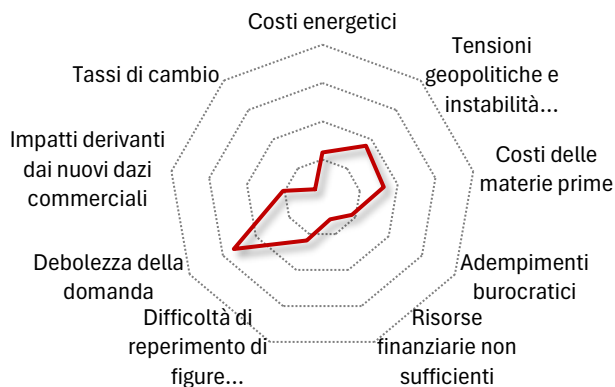 Costi energetici
Tensioni
geopolitiche e
instabilità...
Costi delle
materie prime
Adempimenti
burocratici
Risorse
finanziarie non
sufficienti
Difficoltà di
reperimento di
figure...
Debolezza della
domanda
Impatti derivanti
dai nuovi dazi
commerciali
Tassi di cambio